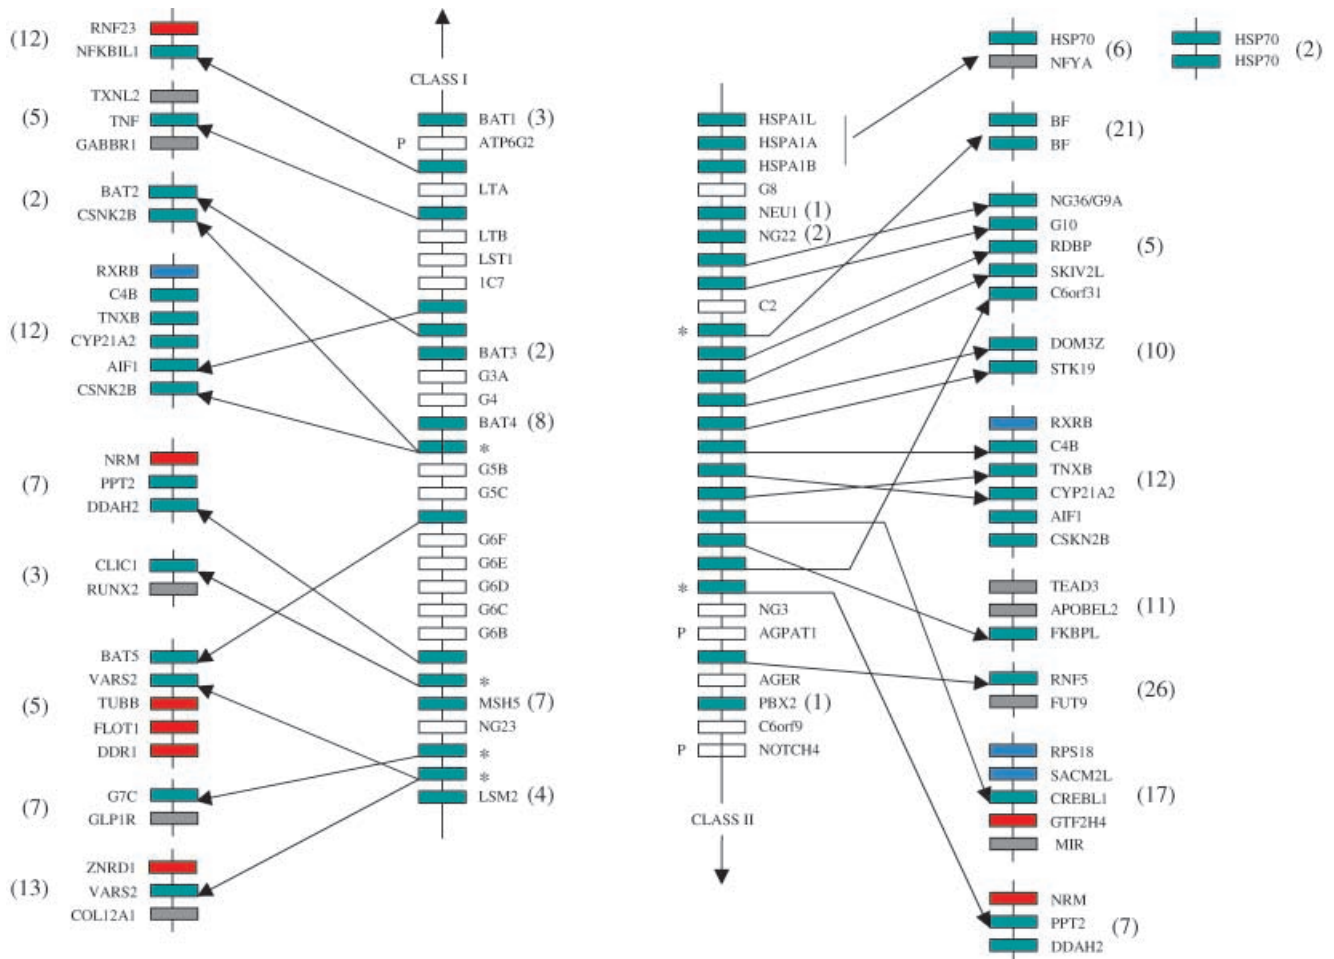 RNF23
(12)
NFKBIL1
TXNL2
(5)
TNF
GABBR1
BAT2
(2)
CSNK2B
RXRB
C4B
TNXB
(12)
CYP21A2
AIF1
CSNK2B
NRM
(7)
PPT2
DDAH2
CLIC1
(3)
RUNX2
BAT5
VARS2
(5)
TUBB
FLOT1
DDR1
G7C
(7)
GLP1R
ZNRD1
(13)
VARS2
COL12A1
CLASS I
BAT1 (3)
P ATP6G2
LTA
LTB
LST1
1C7
BAT3 (2)
G3A
G4
BAT4 (8)
*
G5B
G5C
G6F
G6E
G6D
G6C
G6B
*
MSH5 (7)
NG23
*
*
LSM2 (4)
HSPA1L
HSPA1A
HSPA1B
G8
NEU1 (1)
NG22 (2)
C2
*
*
NG3
P AGPAT1
AGER
PBX2 (1)
C6orf9
P NOTCH4
CLASS II
HSP70
(6)
NFYA
HSP70
(2)
HSP70
BF
(21)
BF
NG36/G9A
G10
RDBP
(5)
SKIV2L
C6orf31
DOM3Z
(10)
STK19
RXRB
C4B
TNXB
(12)
CYP21A2
AIF1
CSKN2B
TEAD3
APOBEL2
(11)
FKBPL
RNF5
(26)
FUT9
RPS18
SACM2L
CREBL1
(17)
GTF2H4
MIR
NRM
PPT2
(7)
DDAH2